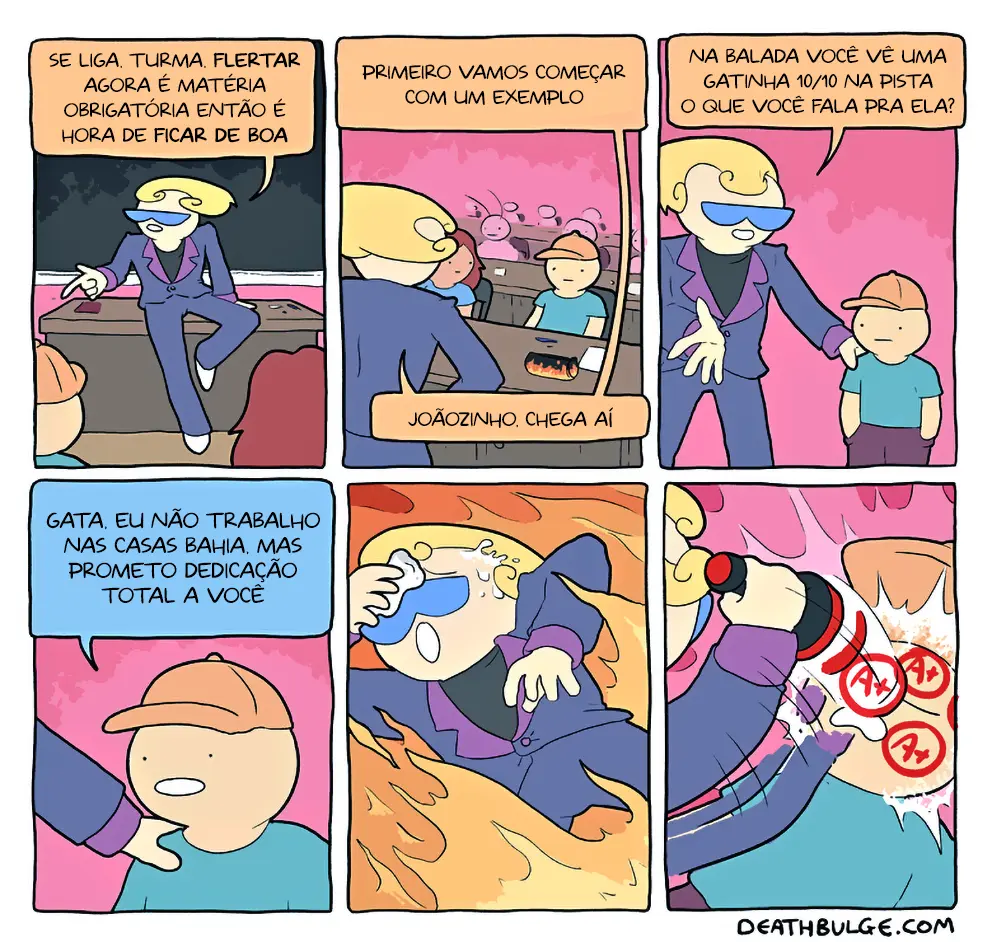 SE LIGA, TURMA, FLERTAR
AGORA É MATÉRIA
OBRIGATÓRIA ENTÃO É
HORA DE FICAR DE BOA
PRIMEIRO VAMOS COMEÇAR
COM UM EXEMPLO
JOÃOZINHO, CHEGA AÍ
NA BALADA VOCÊ VÊ UMA
GATINHA 10/10 NA PISTA
O QUE VOCÊ FALA PRA ELA?
GATA, EU NÃO TRABALHO
NAS CASAS BAHIA, MAS
PROMETO DEDICAÇÃO
TOTAL A VOCÊ
A+
A+
A+
DEATHBULGE.COM